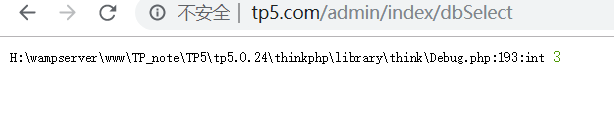 不安全 | tp5.com/admin/index/dbSelect
H:\wampserver\www\TP_note\TP5\tp5.0.24\thinkphp\library\think\Debug.php:193:int 3